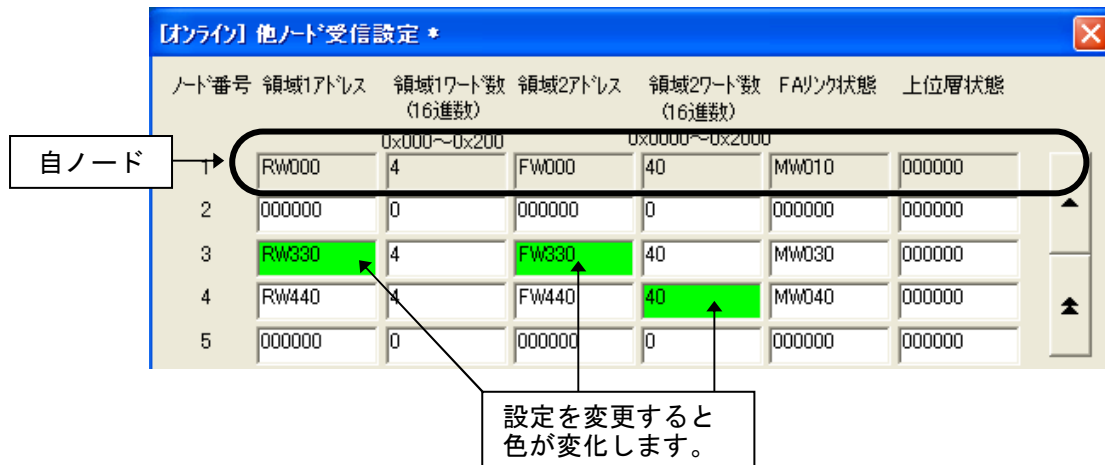 [オンライン] 他ノード受信設定 *
ノード番号 領域1アドレス 領域1ワード数 領域2アドレス 領域2ワード数 FAリンク状態 上位層状態
(16進数) (16進数)
0x000～0x200 0x0000～0x2000
自ノード
1 RW000 4 FW000 40 MW010 000000
2 000000 0 000000 0 000000 000000
3 RW330 4 FW330 40 MW030 000000
4 RW440 4 FW440 40 MW040 000000
5 000000 0 000000 0 000000 000000
設定を変更すると
色が変化します。